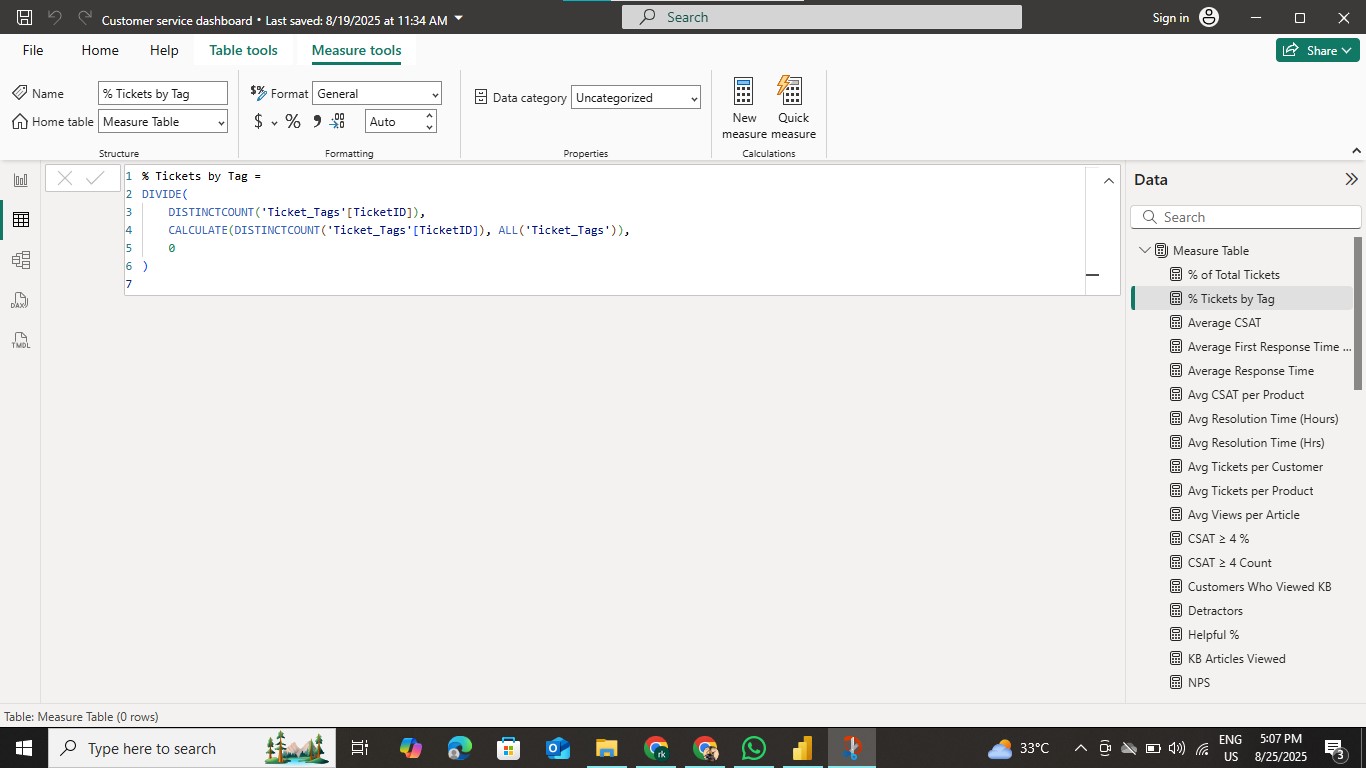 Customer service dashboard • Last saved: 8/19/2025 at 11:34 AM
Search
Sign in
File
Home
Help
Table tools
Measure tools
Share
Name
% Tickets by Tag
Home table
Measure Table
Structure
$% Format
General
$ % 9 .00
Auto
Formatting
Data category
Uncategorized
Properties
New measure
Quick measure
Calculations
1 % Tickets by Tag =
2 DIVIDE(
3 DISTINCTCOUNT('Ticket_Tags'[TicketID]),
4 CALCULATE(DISTINCTCOUNT('Ticket_Tags'[TicketID]), ALL('Ticket_Tags')),
5 0
6 )
7
DAX
TMDL
Data
Search
Measure Table
% of Total Tickets
% Tickets by Tag
Average CSAT
Average First Response Time ...
Average Response Time
Avg CSAT per Product
Avg Resolution Time (Hours)
Avg Resolution Time (Hrs)
Avg Tickets per Customer
Avg Tickets per Product
Avg Views per Article
CSAT ≥ 4 %
CSAT ≥ 4 Count
Customers Who Viewed KB
Detractors
Helpful %
KB Articles Viewed
NPS
Table: Measure Table (0 rows)
Type here to search
33°C
ENG
US
5:07 PM
8/25/2025
3